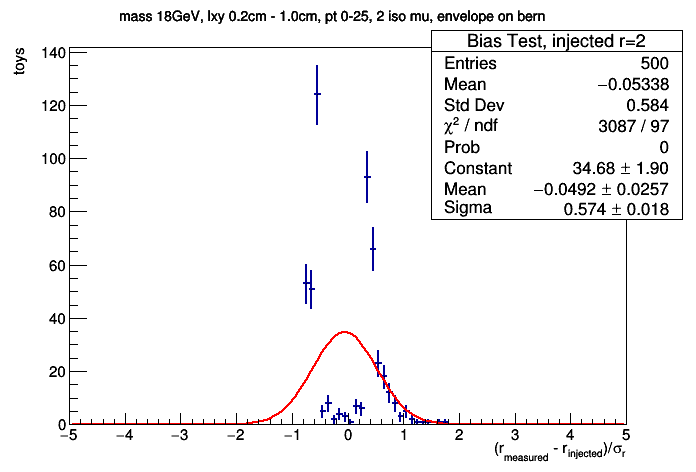 mass 18GeV, lxy 0.2cm - 1.0cm, pt 0-25, 2 iso mu, envelope on bern
Bias Test, injected r=2
Entries 500
Mean −0.05338
Std Dev 0.584
χ² / ndf 3087 / 97
Prob 0
Constant 34.68 ± 1.90
Mean −0.0492 ± 0.0257
Sigma 0.574 ± 0.018
toys
140
120
100
80
60
40
20
0
−5 −4 −3 −2 −1 0 1 2 3 4 5
(r_measured - r_injected)/σ_r